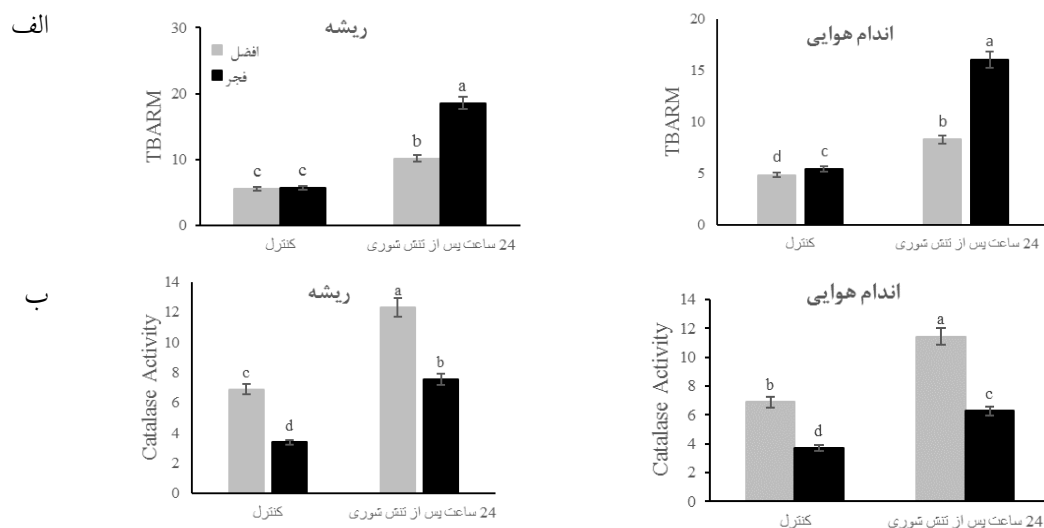 الف
ریشه
30
20
10
0
TBARM
افضل
فجر
c
c
b
a
کنترل
24 ساعت پس از تنش شوری
اندام هوایی
20
15
10
5
0
TBARM
d
c
b
a
کنترل
24 ساعت پس از تنش شوری
ب
ریشه
14
12
10
8
6
4
2
0
Catalase Activity
c
d
a
b
کنترل
24 ساعت پس از تنش شوری
اندام هوایی
14
12
10
8
6
4
2
0
Catalase Activity
b
d
a
c
کنترل
24 ساعت پس از تنش شوری